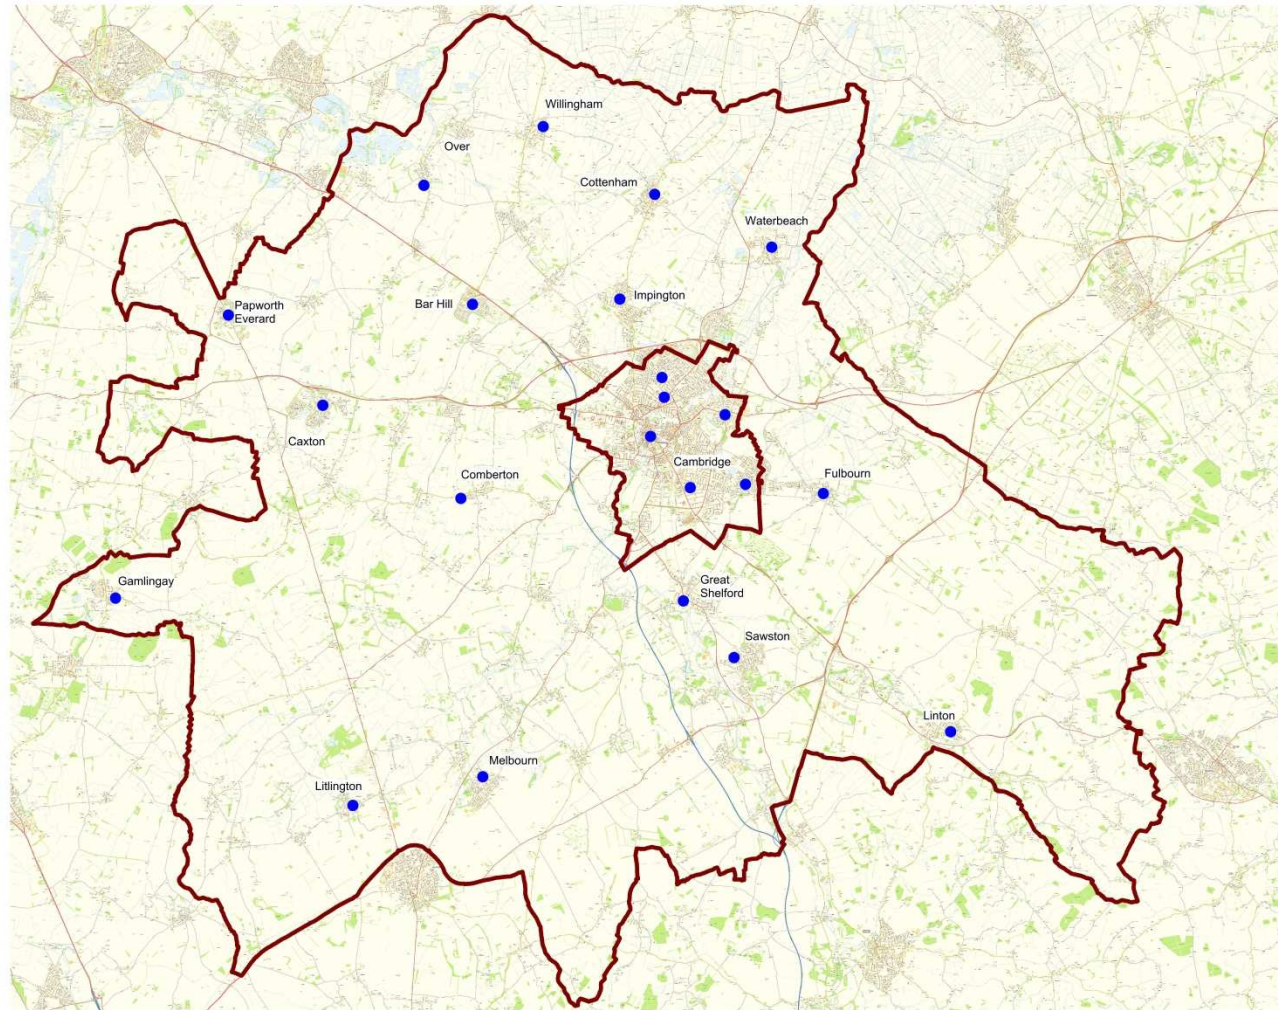 Willingham
Over
Cottenham
Waterbeach
Impington
Bar Hill
Papworth
Everard
Caxton
Cambridge
Comberton
Fulbourn
Gamlingay
Great
Shelford
Sawston
Linton
Melbourn
Litlington